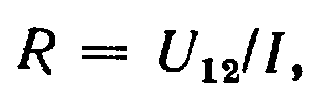 R = U₁₂/I,